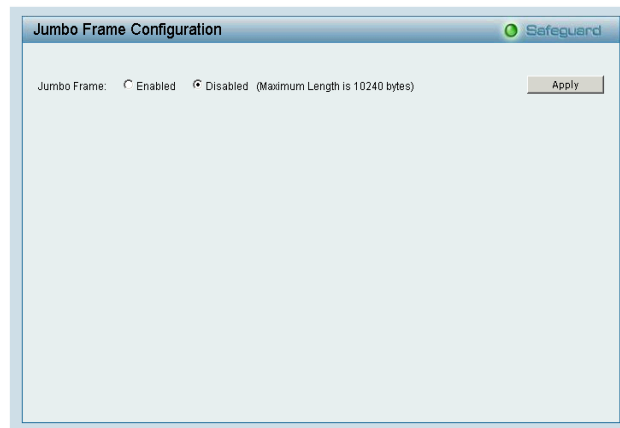 Jumbo Frame Configuration
Safeguard
Jumbo Frame: Enabled Disabled (Maximum Length is 10240 bytes) Apply